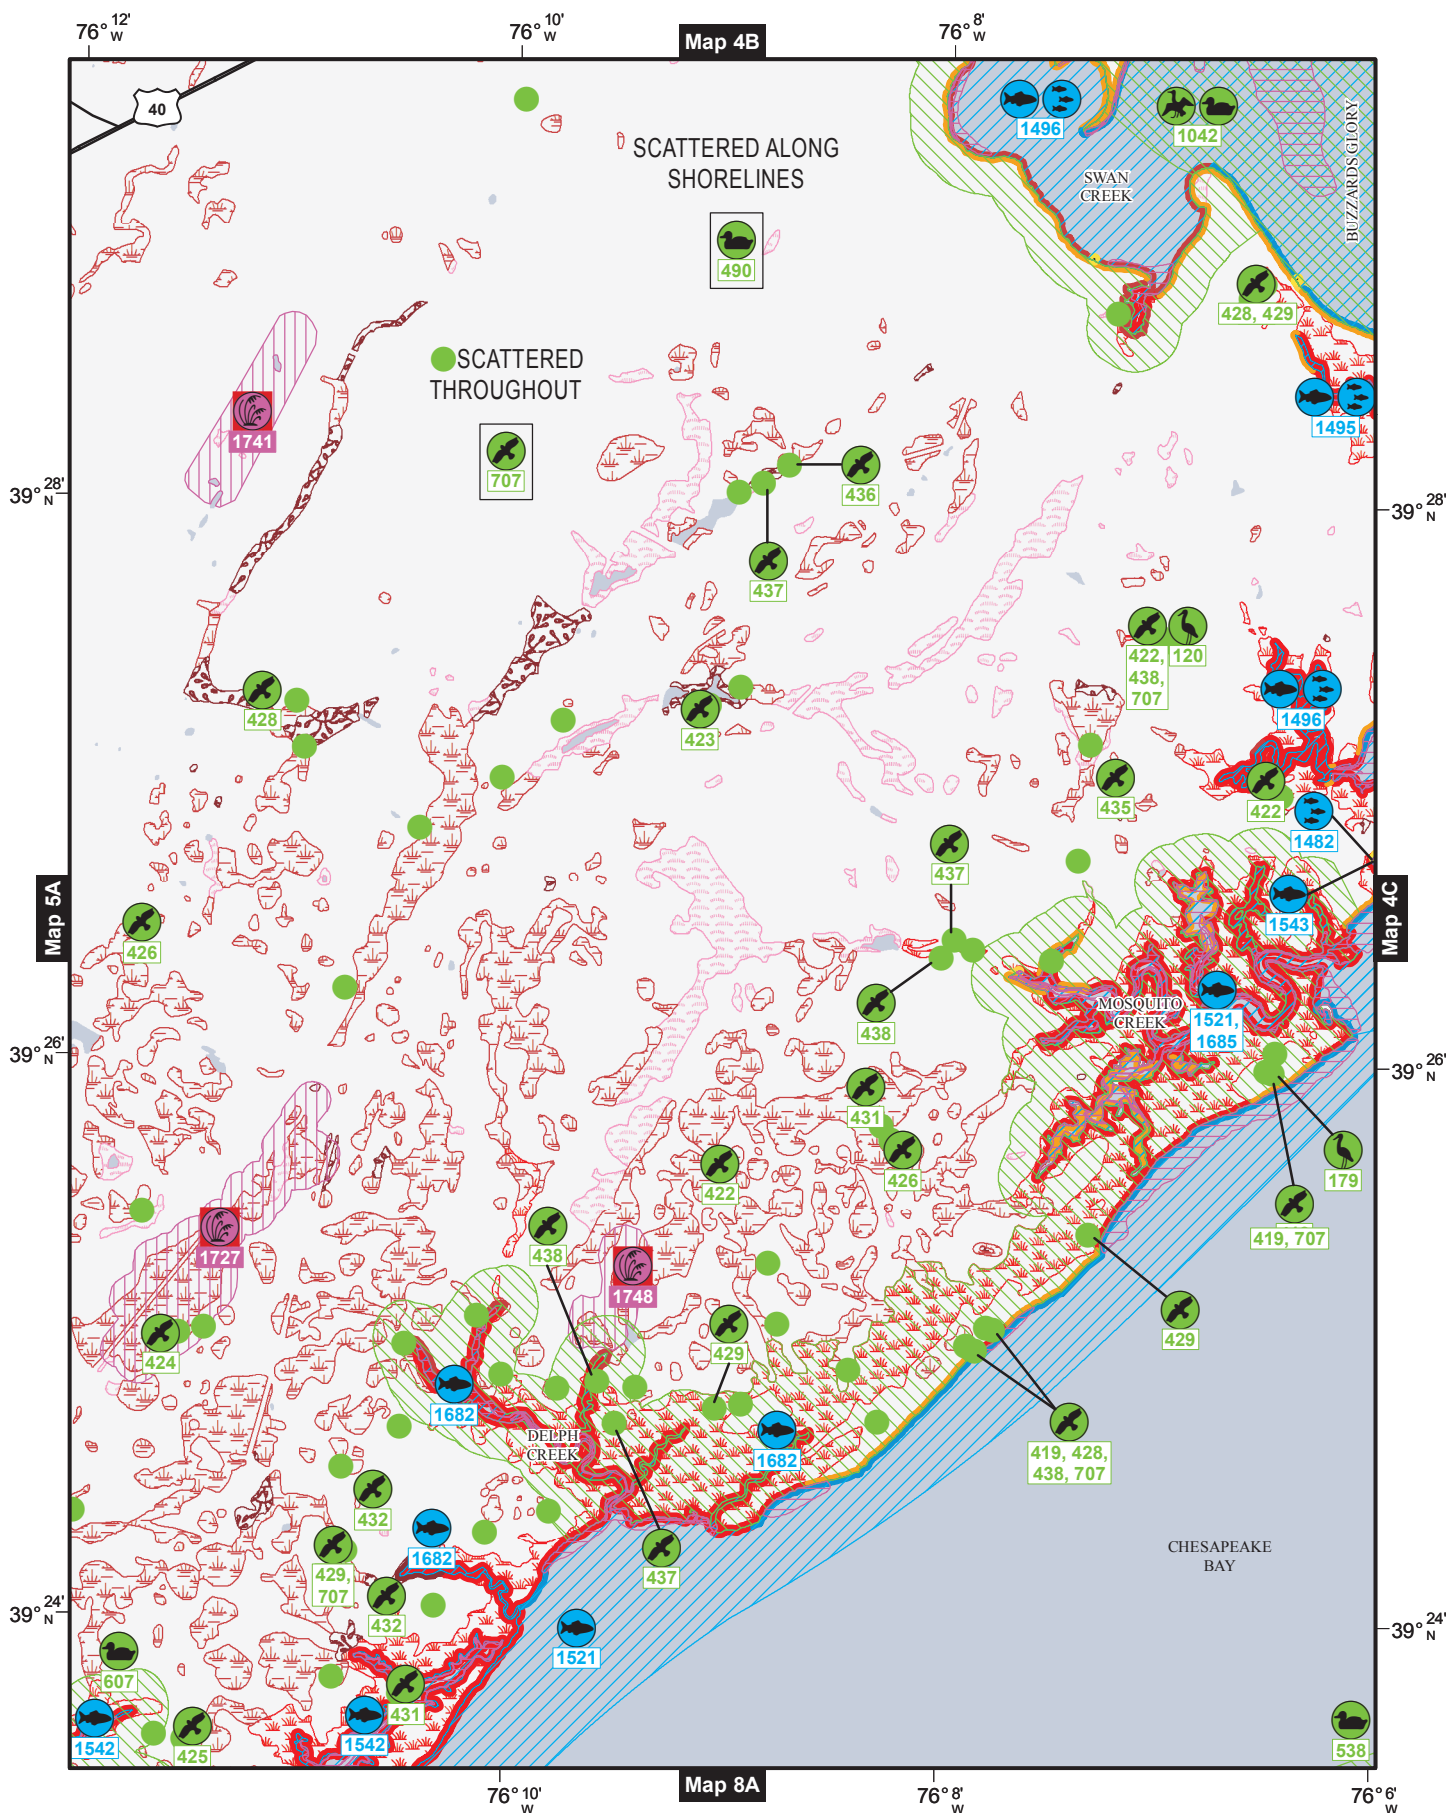 76° 12' W
76° 10' W
76° 8' W
Map 4B
40
SCATTERED ALONG
SHORELINES
490
1496
1042
SWAN
CREEK
BUZZARDS GLORY
428, 429
1495
SCATTERED
THROUGHOUT
707
1741
436
437
39° 28' N
39° 28' N
422,
438,
707
120
428
423
1496
435
422
1482
437
1543
Map 5A
Map 4C
426
438
MOSQUITO
CREEK
1521,
1685
39° 26' N
39° 26' N
431
426
422
179
419, 707
438
1727
1748
429
424
429
1682
DELPH
CREEK
1682
419, 428,
438, 707
432
1682
429,
707
437
432
CHESAPEAKE
BAY
39° 24' N
39° 24' N
1521
607
431
1542
425
1542
538
Map 8A
76° 10' W
76° 8' W
76° 6' W